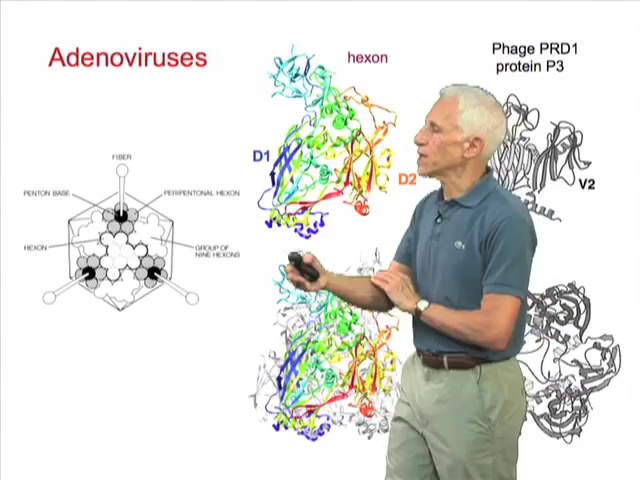 Adenoviruses
hexon
Phage PRD1
protein P3
D1
D2
V2
FIBER
PENTON BASE
PERIPENTONAL HEXON
HEXON
GROUP OF
NINE HEXONS